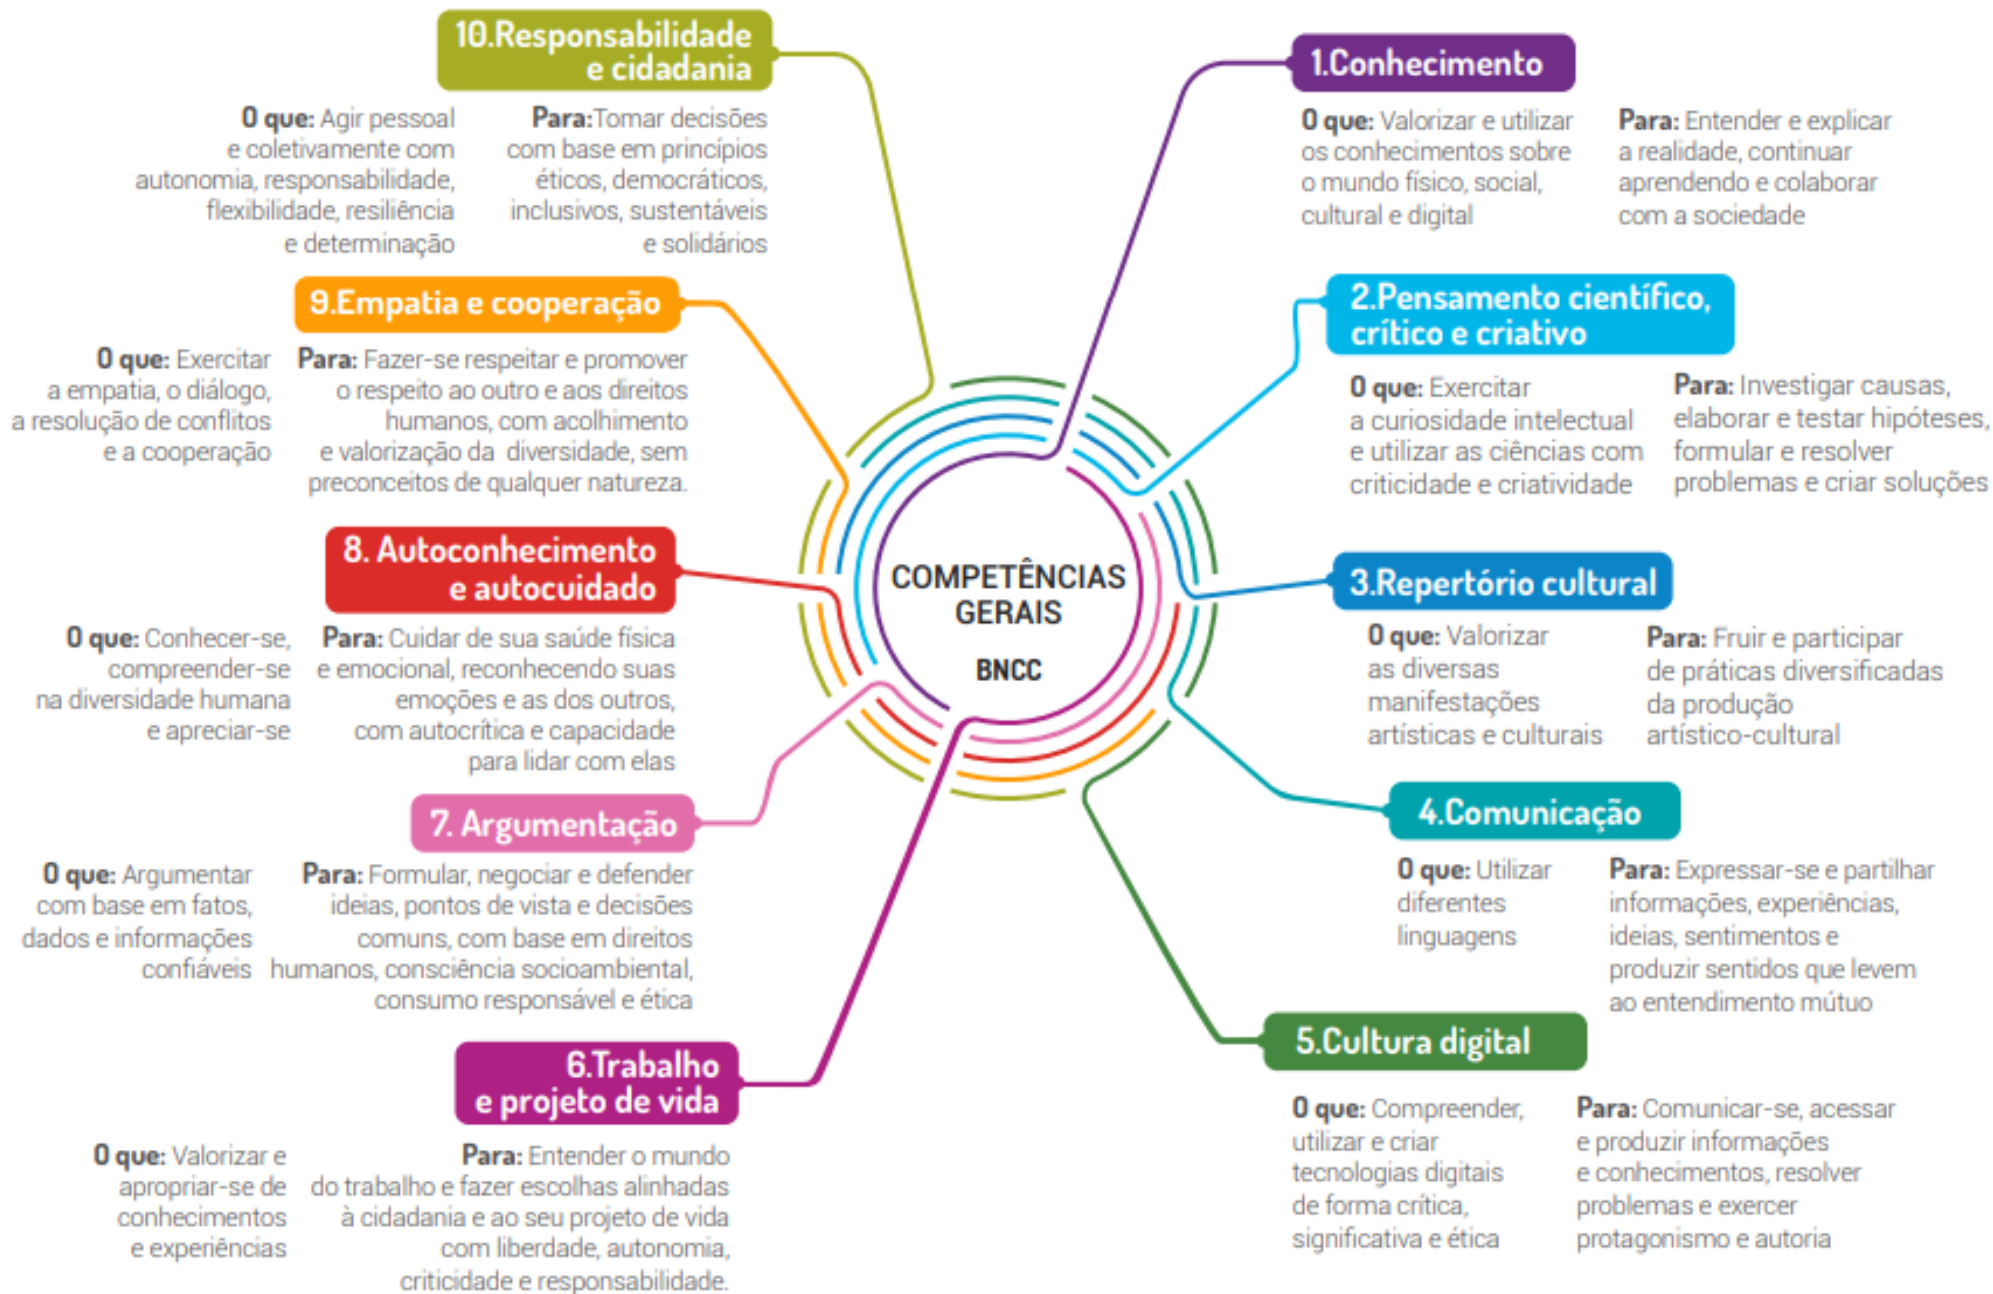 COMPETÊNCIAS
GERAIS
BNCC
1.Conhecimento
O que: Valorizar e utilizar
os conhecimentos sobre
o mundo físico, social,
cultural e digital
Para: Entender e explicar
a realidade, continuar
aprendendo e colaborar
com a sociedade
2.Pensamento científico,
crítico e criativo
O que: Exercitar
a curiosidade intelectual
e utilizar as ciências com
criticidade e criatividade
Para: Investigar causas,
elaborar e testar hipóteses,
formular e resolver
problemas e criar soluções
3.Repertório cultural
O que: Valorizar
as diversas
manifestações
artísticas e culturais
Para: Fruir e participar
de práticas diversificadas
da produção
artístico-cultural
4.Comunicação
O que: Utilizar
diferentes
linguagens
Para: Expressar-se e partilhar
informações, experiências,
ideias, sentimentos e
produzir sentidos que levem
ao entendimento mútuo
5.Cultura digital
O que: Compreender,
utilizar e criar
tecnologias digitais
de forma crítica,
significativa e ética
Para: Comunicar-se, acessar
e produzir informações
e conhecimentos, resolver
problemas e exercer
protagonismo e autoria
6.Trabalho
e projeto de vida
O que: Valorizar e
apropriar-se de
conhecimentos
e experiências
Para: Entender o mundo
do trabalho e fazer escolhas alinhadas
à cidadania e ao seu projeto de vida
com liberdade, autonomia,
criticidade e responsabilidade.
7. Argumentação
O que: Argumentar
com base em fatos,
dados e informações
confiáveis
Para: Formular, negociar e defender
ideias, pontos de vista e decisões
comuns, com base em direitos
humanos, consciência socioambiental,
consumo responsável e ética
8. Autoconhecimento
e autocuidado
O que: Conhecer-se,
compreender-se
na diversidade humana
e apreciar-se
Para: Cuidar de sua saúde física
e emocional, reconhecendo suas
emoções e as dos outros,
com autocrítica e capacidade
para lidar com elas
9.Empatia e cooperação
O que: Exercitar
a empatia, o diálogo,
a resolução de conflitos
e a cooperação
Para: Fazer-se respeitar e promover
o respeito ao outro e aos direitos
humanos, com acolhimento
e valorização da diversidade, sem
preconceitos de qualquer natureza.
10.Responsabilidade
e cidadania
O que: Agir pessoal
e coletivamente com
autonomia, responsabilidade,
flexibilidade, resiliência
e determinação
Para:Tomar decisões
com base em princípios
éticos, democráticos,
inclusivos, sustentáveis
e solidários